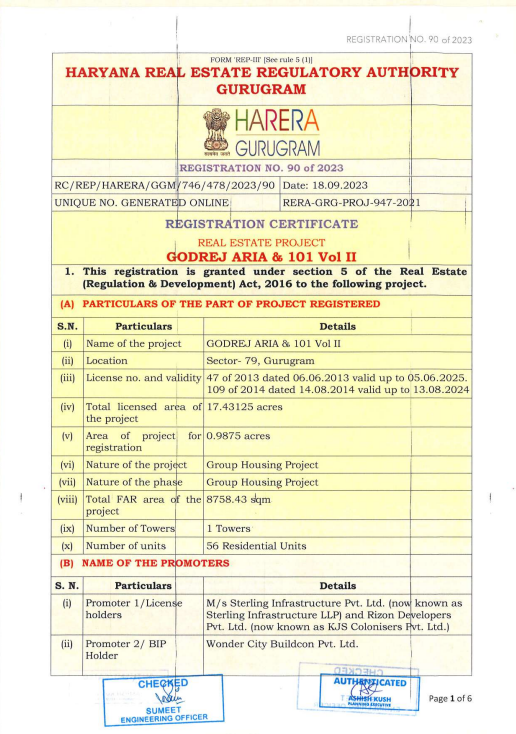 REGISTRATION NO. 90 of 2023
FORM 'REP-III' [See rule 5 (1)]
HARYANA REAL ESTATE REGULATORY AUTHORITY
GURUGRAM
HARERA
GURUGRAM
सत्यमेव जयते
REGISTRATION NO. 90 of 2023
RC/REP/HARERA/GGM/746/478/2023/90 Date: 18.09.2023
UNIQUE NO. GENERATED ONLINE RERA-GRG-PROJ-947-2021
REGISTRATION CERTIFICATE
REAL ESTATE PROJECT
GODREJ ARIA & 101 Vol II
1. This registration is granted under section 5 of the Real Estate
(Regulation & Development) Act, 2016 to the following project.
(A) PARTICULARS OF THE PART OF PROJECT REGISTERED
S.N. Particulars Details
(i) Name of the project GODREJ ARIA & 101 Vol II
(ii) Location Sector- 79, Gurugram
(iii) License no. and validity 47 of 2013 dated 06.06.2013 valid up to 05.06.2025.
109 of 2014 dated 14.08.2014 valid up to 13.08.2024
(iv) Total licensed area of 17.43125 acres
the project
(v) Area of project for 0.9875 acres
registration
(vi) Nature of the project Group Housing Project
(vii) Nature of the phase Group Housing Project
(viii) Total FAR area of the 8758.43 sqm
project
(ix) Number of Towers 1 Towers
(x) Number of units 56 Residential Units
(B) NAME OF THE PROMOTERS
S. N. Particulars Details
(i) Promoter 1/License M/s Sterling Infrastructure Pvt. Ltd. (now known as
holders Sterling Infrastructure LLP) and Rizon Developers
Pvt. Ltd. (now known as KJS Colonisers Pvt. Ltd.)
(ii) Promoter 2/ BIP Wonder City Buildcon Pvt. Ltd.
Holder
CHECKED
SUMEET
ENGINEERING OFFICER
CHECKED
AUTHENTICATED
ASHISH KUSH
PLANNING EXECUTIVE
Page 1 of 6